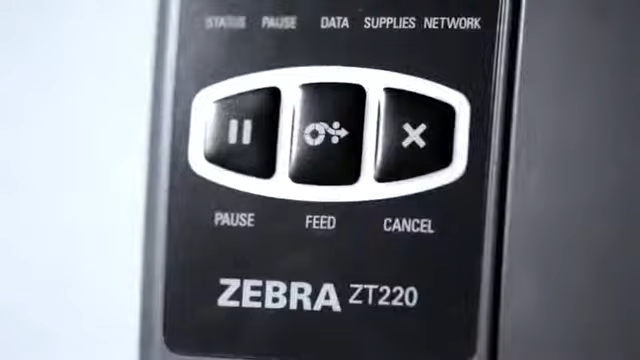 STATUS PAUSE DATA SUPPLIES NETWORK
PAUSE FEED CANCEL
ZEBRA ZT220